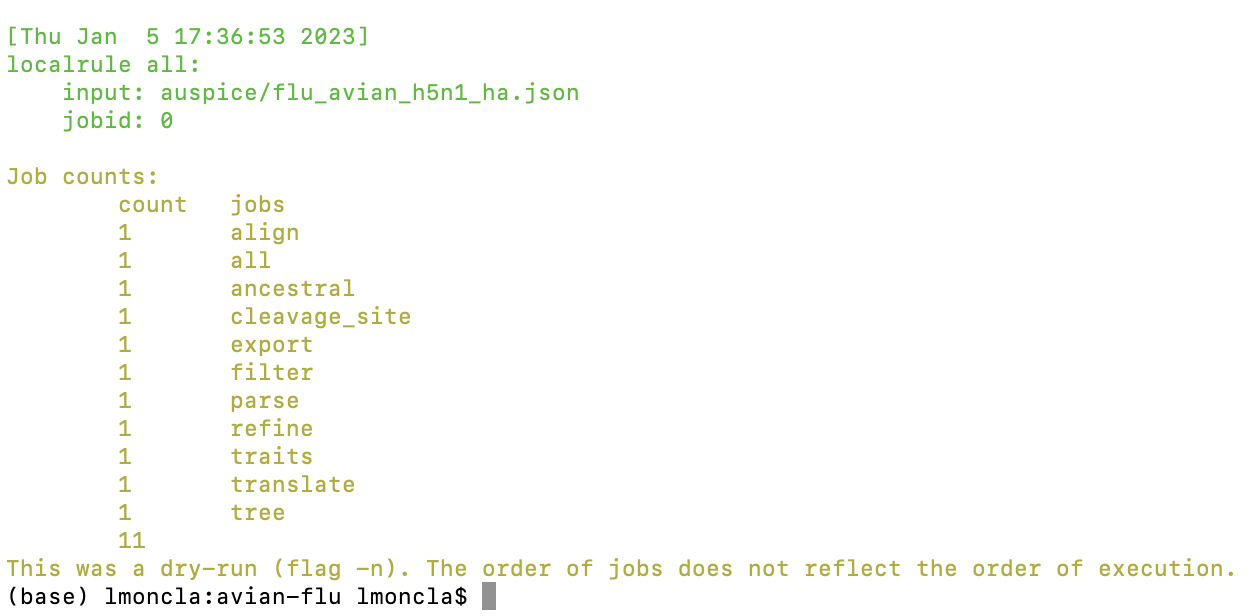 [Thu Jan  5 17:36:53 2023]
localrule all:
    input: auspice/flu_avian_h5n1_ha.json
    jobid: 0

Job counts:
        count   jobs
        1       align
        1       all
        1       ancestral
        1       cleavage_site
        1       export
        1       filter
        1       parse
        1       refine
        1       traits
        1       translate
        1       tree
        11
This was a dry-run (flag -n). The order of jobs does not reflect the order of execution.
(base) lmoncla:avian-flu lmoncla$